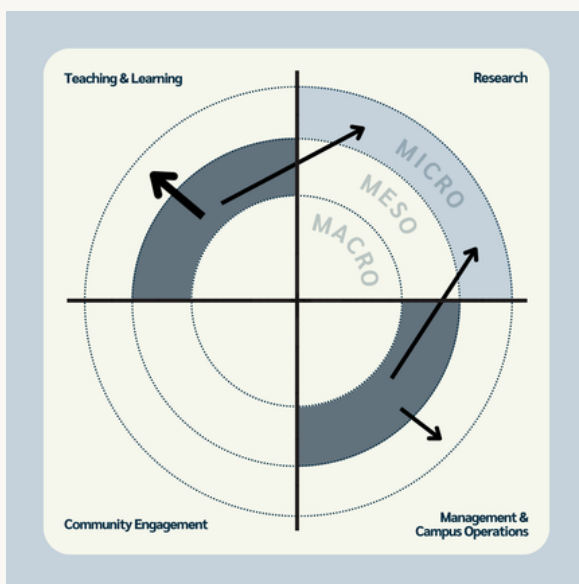 Teaching & Learning
Research
MICRO
MESO
MACRO
Community Engagement
Management &
Campus Operations